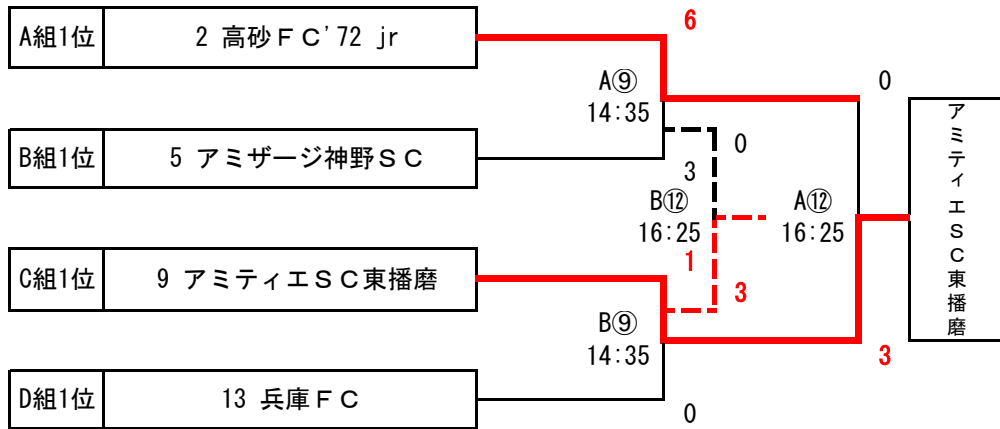 A組1位 2 高砂ＦＣ'72 jr
6
A⑨
14:35
0
B組1位 5 アミザージ神野ＳＣ
3
0
B⑫
16:25
A⑫
16:25
アミティエＳＣ東播磨
C組1位 9 アミティエＳＣ東播磨
1
3
B⑨
14:35
3
D組1位 13 兵庫ＦＣ
0